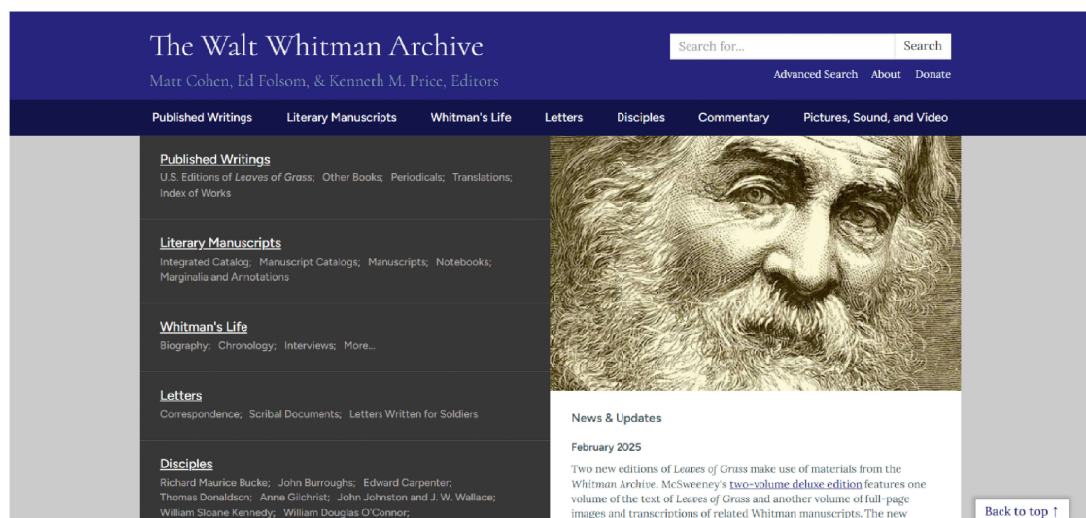 The Walt Whitman Archive
Matt Cohen, Ed Folsom, & Kenneth M. Price, Editors
Search for...
Search
Advanced Search About Donate
Published Writings Literary Manuscripts Whitman's Life Letters Disciples Commentary Pictures, Sound, and Video
Published Writings
U.S. Editions of Leaves of Grass; Other Books; Periodicals; Translations;
Index of Works
Literary Manuscripts
Integrated Catalog; Manuscript Catalogs; Manuscripts; Notebooks;
Marginalia and Annotations
Whitman's Life
Biography; Chronology; Interviews; More...
Letters
Correspondence; Scribal Documents; Letters Written for Soldiers
Disciples
Richard Maurice Bucke; John Burroughs; Edward Carpenter;
Thomas Donaldson; Anne Gilchrist; John Johnston and J. W. Wallace;
William Sloane Kennedy; William Douglas O'Connor;
News & Updates
February 2025
Two new editions of Leaves of Grass make use of materials from the
Whitman Archive. McSweeney's two-volume deluxe edition features one
volume of the text of Leaves of Grass and another volume of full-page
images and transcriptions of related Whitman manuscripts. The new
Back to top ↑